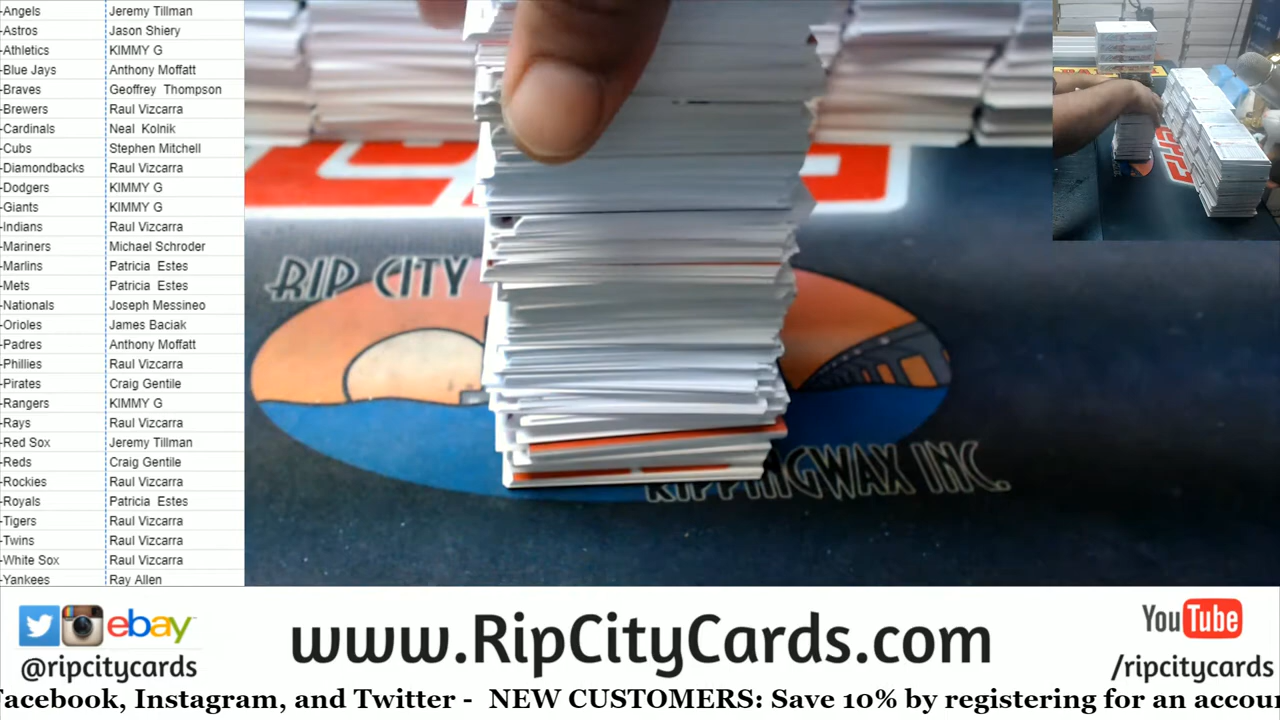 -Angels Jeremy Tillman
-Astros Jason Shiery
-Athletics KIMMY G
-Blue Jays Anthony Moffatt
-Braves Geoffrey Thompson
-Brewers Raul Vizcarra
-Cardinals Neal Kolnik
-Cubs Stephen Mitchell
-Diamondbacks Raul Vizcarra
-Dodgers KIMMY G
-Giants KIMMY G
-Indians Raul Vizcarra
-Mariners Michael Schroder
-Marlins Patricia Estes
-Mets Patricia Estes
-Nationals Joseph Messineo
-Orioles James Baciak
-Padres Anthony Moffatt
-Phillies Raul Vizcarra
-Pirates Craig Gentile
-Rangers KIMMY G
-Rays Raul Vizcarra
-Red Sox Jeremy Tillman
-Reds Craig Gentile
-Rockies Raul Vizcarra
-Royals Patricia Estes
-Tigers Raul Vizcarra
-Twins Raul Vizcarra
-White Sox Raul Vizcarra
-Yankees Ray Allen
RIP CITY
RIPPINGWAX INC.
ebay
@ripcitycards
www.RipCityCards.com
YouTube
/ripcitycards
Facebook, Instagram, and Twitter - NEW CUSTOMERS: Save 10% by registering for an accou